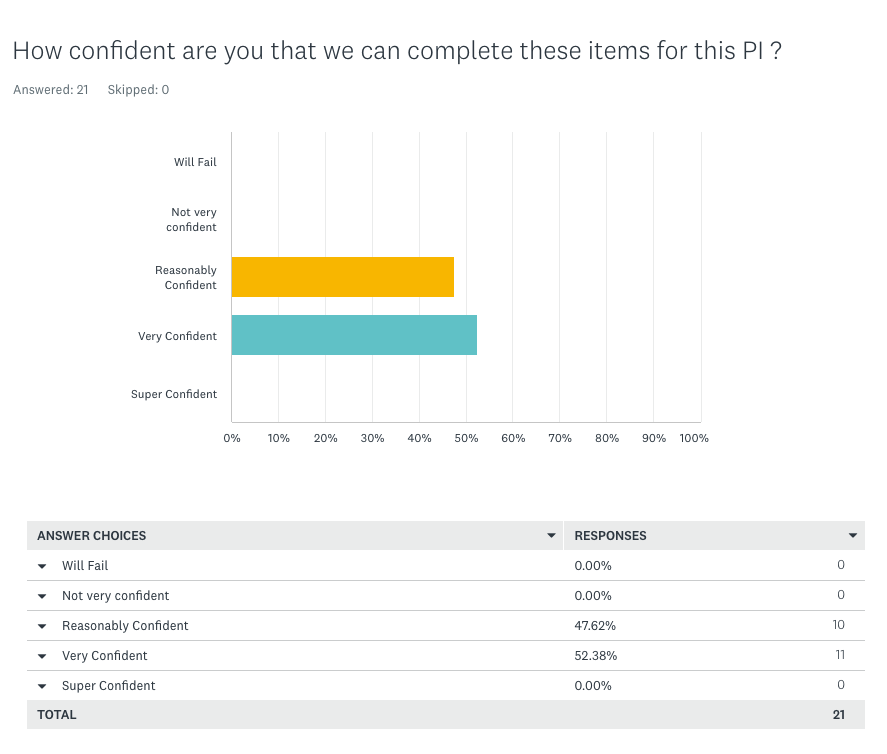 How confident are you that we can complete these items for this PI ?
Answered: 21 Skipped: 0
Will Fail
Not very
confident
Reasonably
Confident
Very Confident
Super Confident
0% 10% 20% 30% 40% 50% 60% 70% 80% 90% 100%
ANSWER CHOICES RESPONSES
Will Fail 0.00% 0
Not very confident 0.00% 0
Reasonably Confident 47.62% 10
Very Confident 52.38% 11
Super Confident 0.00% 0
TOTAL 21